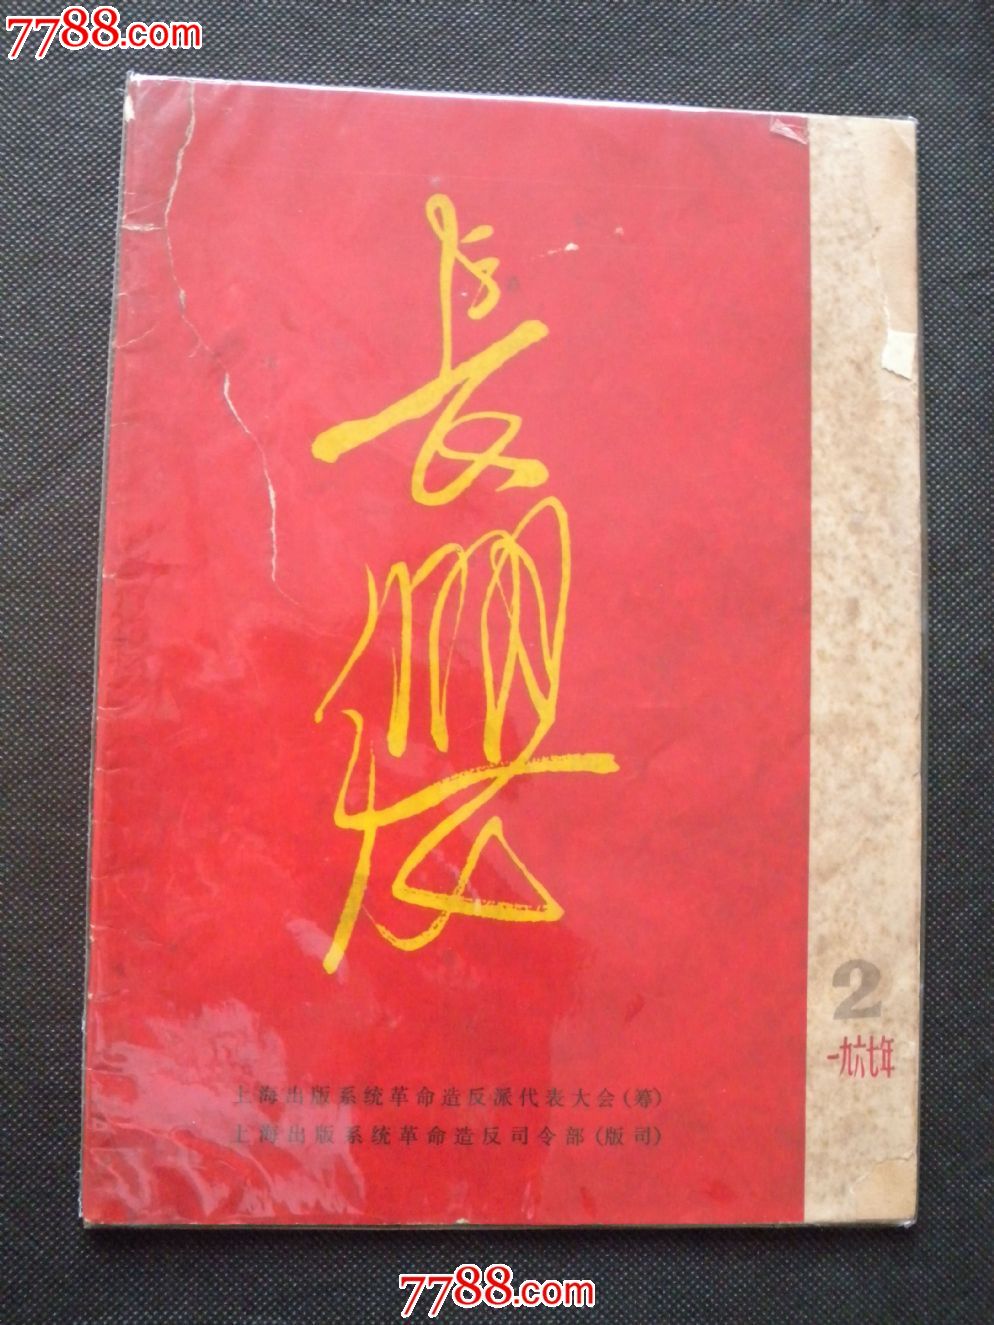 7788.com
長纓
2
一九六七年
上海出版系统革命造反派代表大会(筹)
上海出版系统革命造反司令部(版司)
7788.com